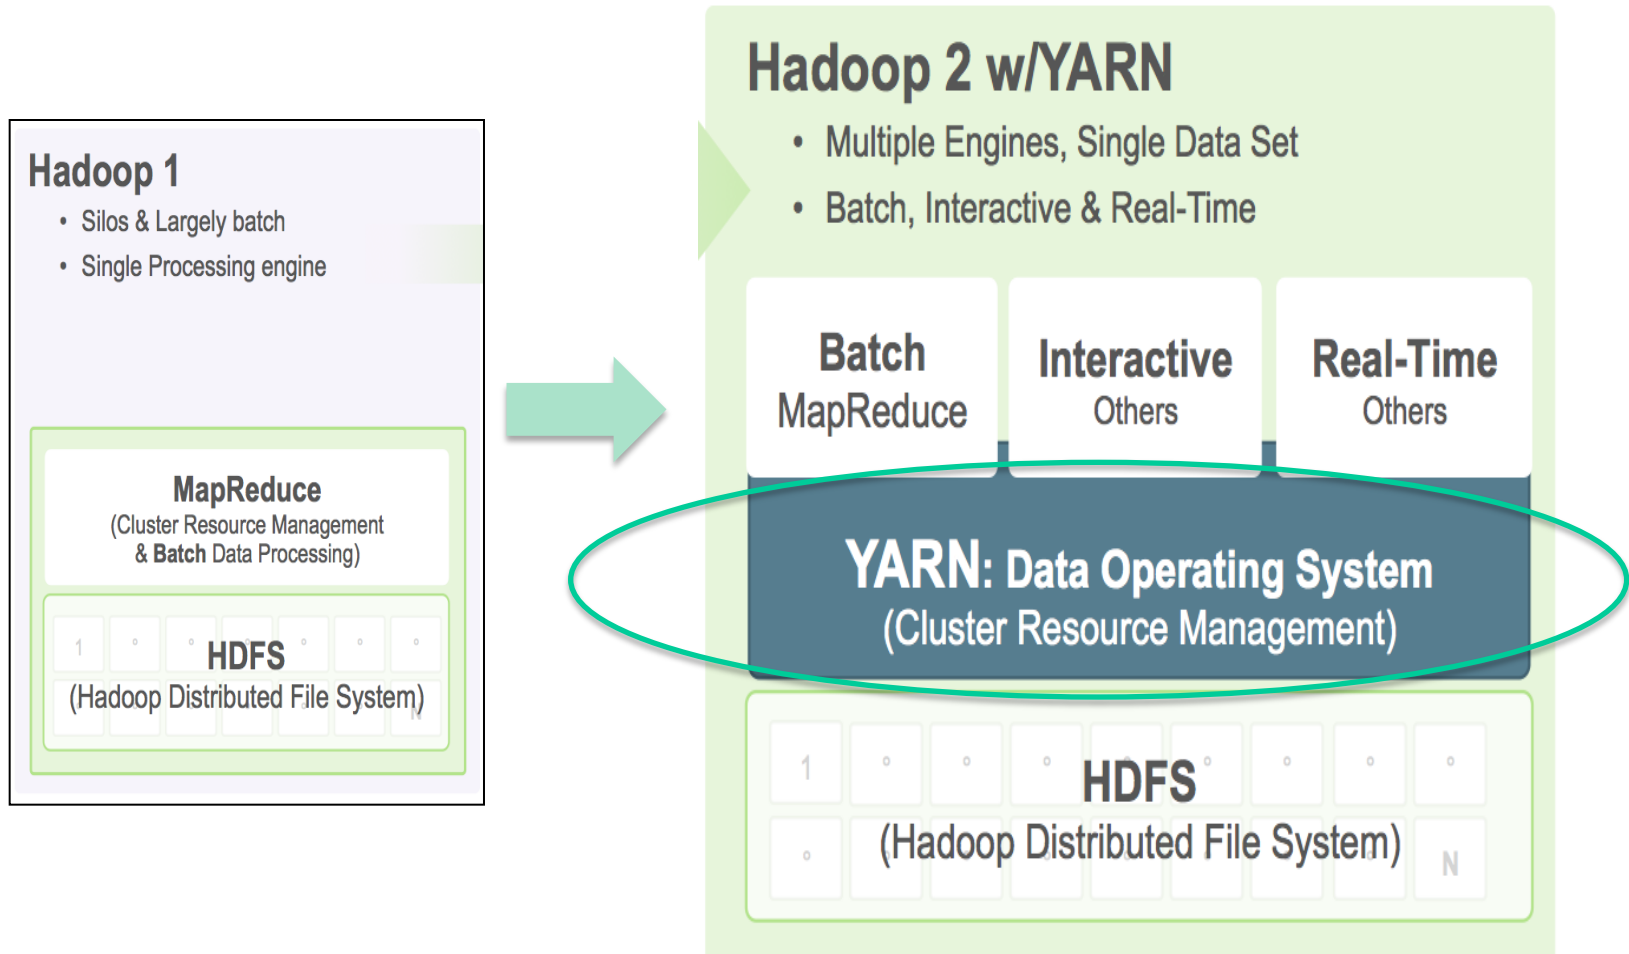 Hadoop 1
• Silos & Largely batch
• Single Processing engine
MapReduce
(Cluster Resource Management
& Batch Data Processing)
1 ° ° ° ° ° °
HDFS
(Hadoop Distributed File System)
N
Hadoop 2 w/YARN
• Multiple Engines, Single Data Set
• Batch, Interactive & Real-Time
Batch
MapReduce
Interactive
Others
Real-Time
Others
YARN: Data Operating System
(Cluster Resource Management)
1 ° ° ° ° ° ° ° °
HDFS
(Hadoop Distributed File System)
N